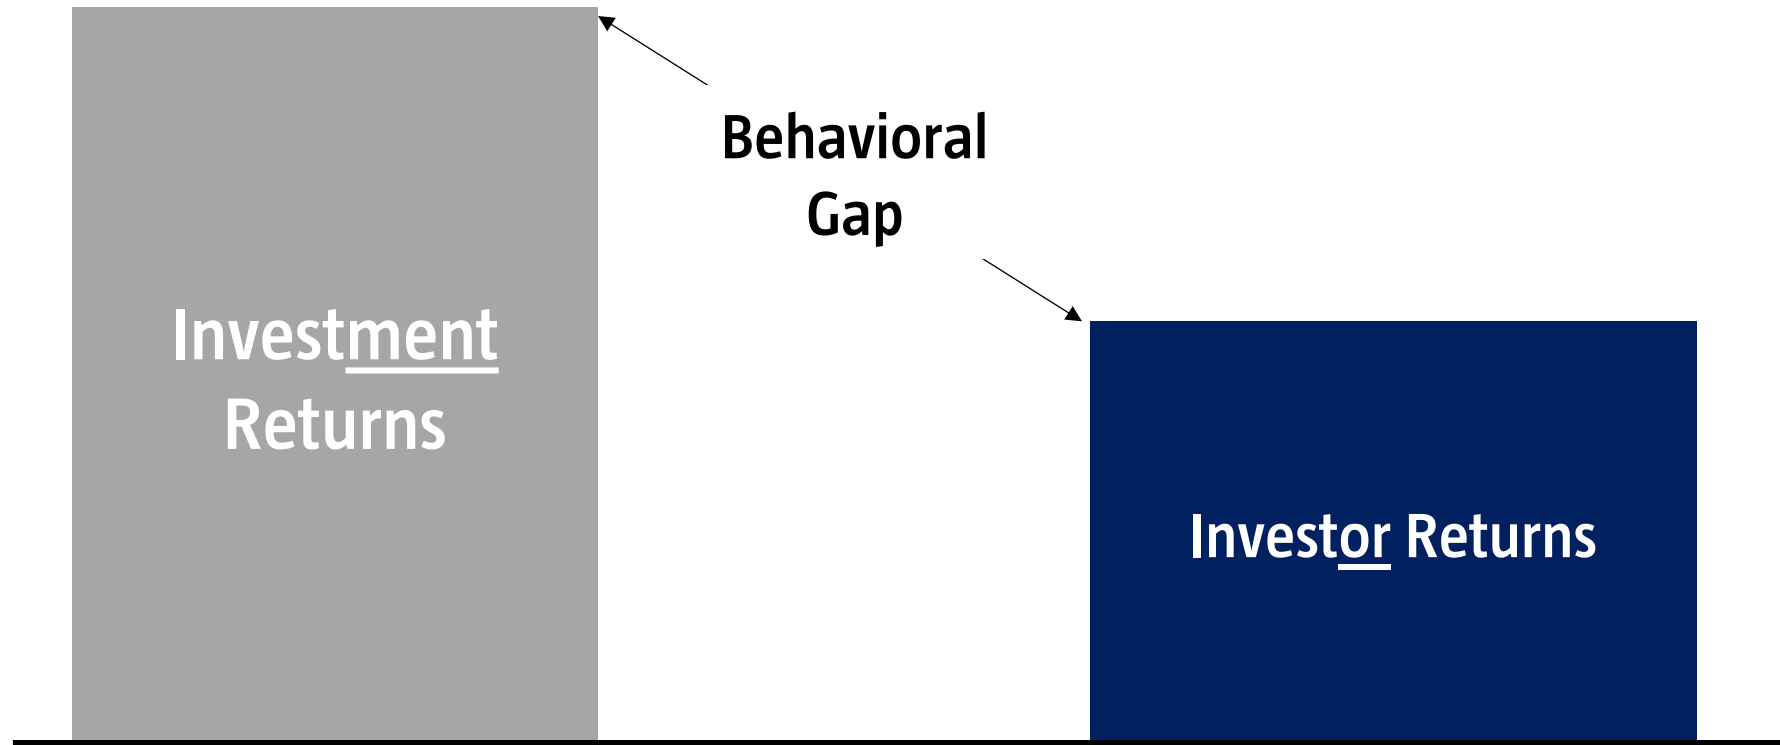 Behavioral
Gap
Investment
Returns
Investor Returns